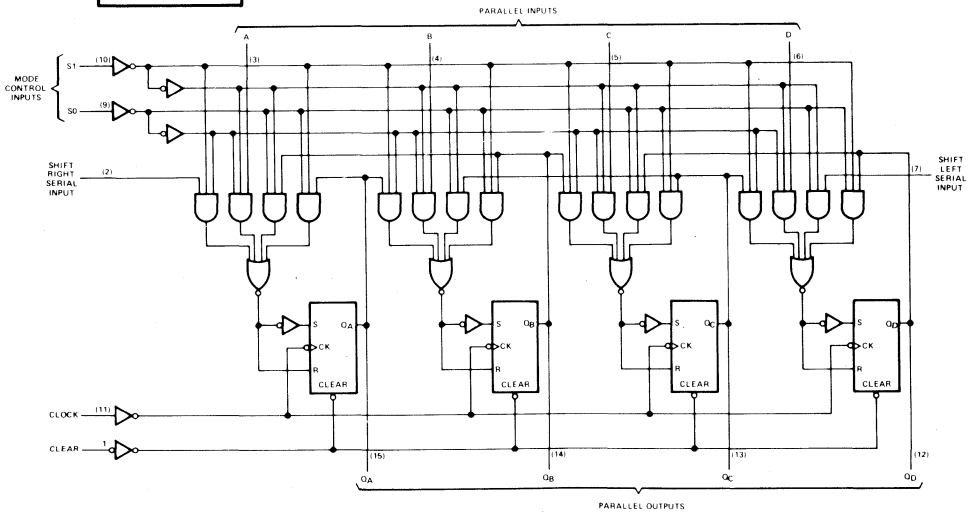 PARALLEL INPUTS
A B C D
S1 (10) (3) (4) (5) (6)
MODE
CONTROL
INPUTS
S0 (9)
SHIFT
RIGHT
SERIAL
INPUT
(2)
(7)
SHIFT
LEFT
SERIAL
INPUT
S QA S QB S QC S QD
CK CK CK CK
R R R R
CLEAR CLEAR CLEAR CLEAR
CLOCK (11)
CLEAR 1
(15) (14) (13) (12)
QA QB QC QD
PARALLEL OUTPUTS